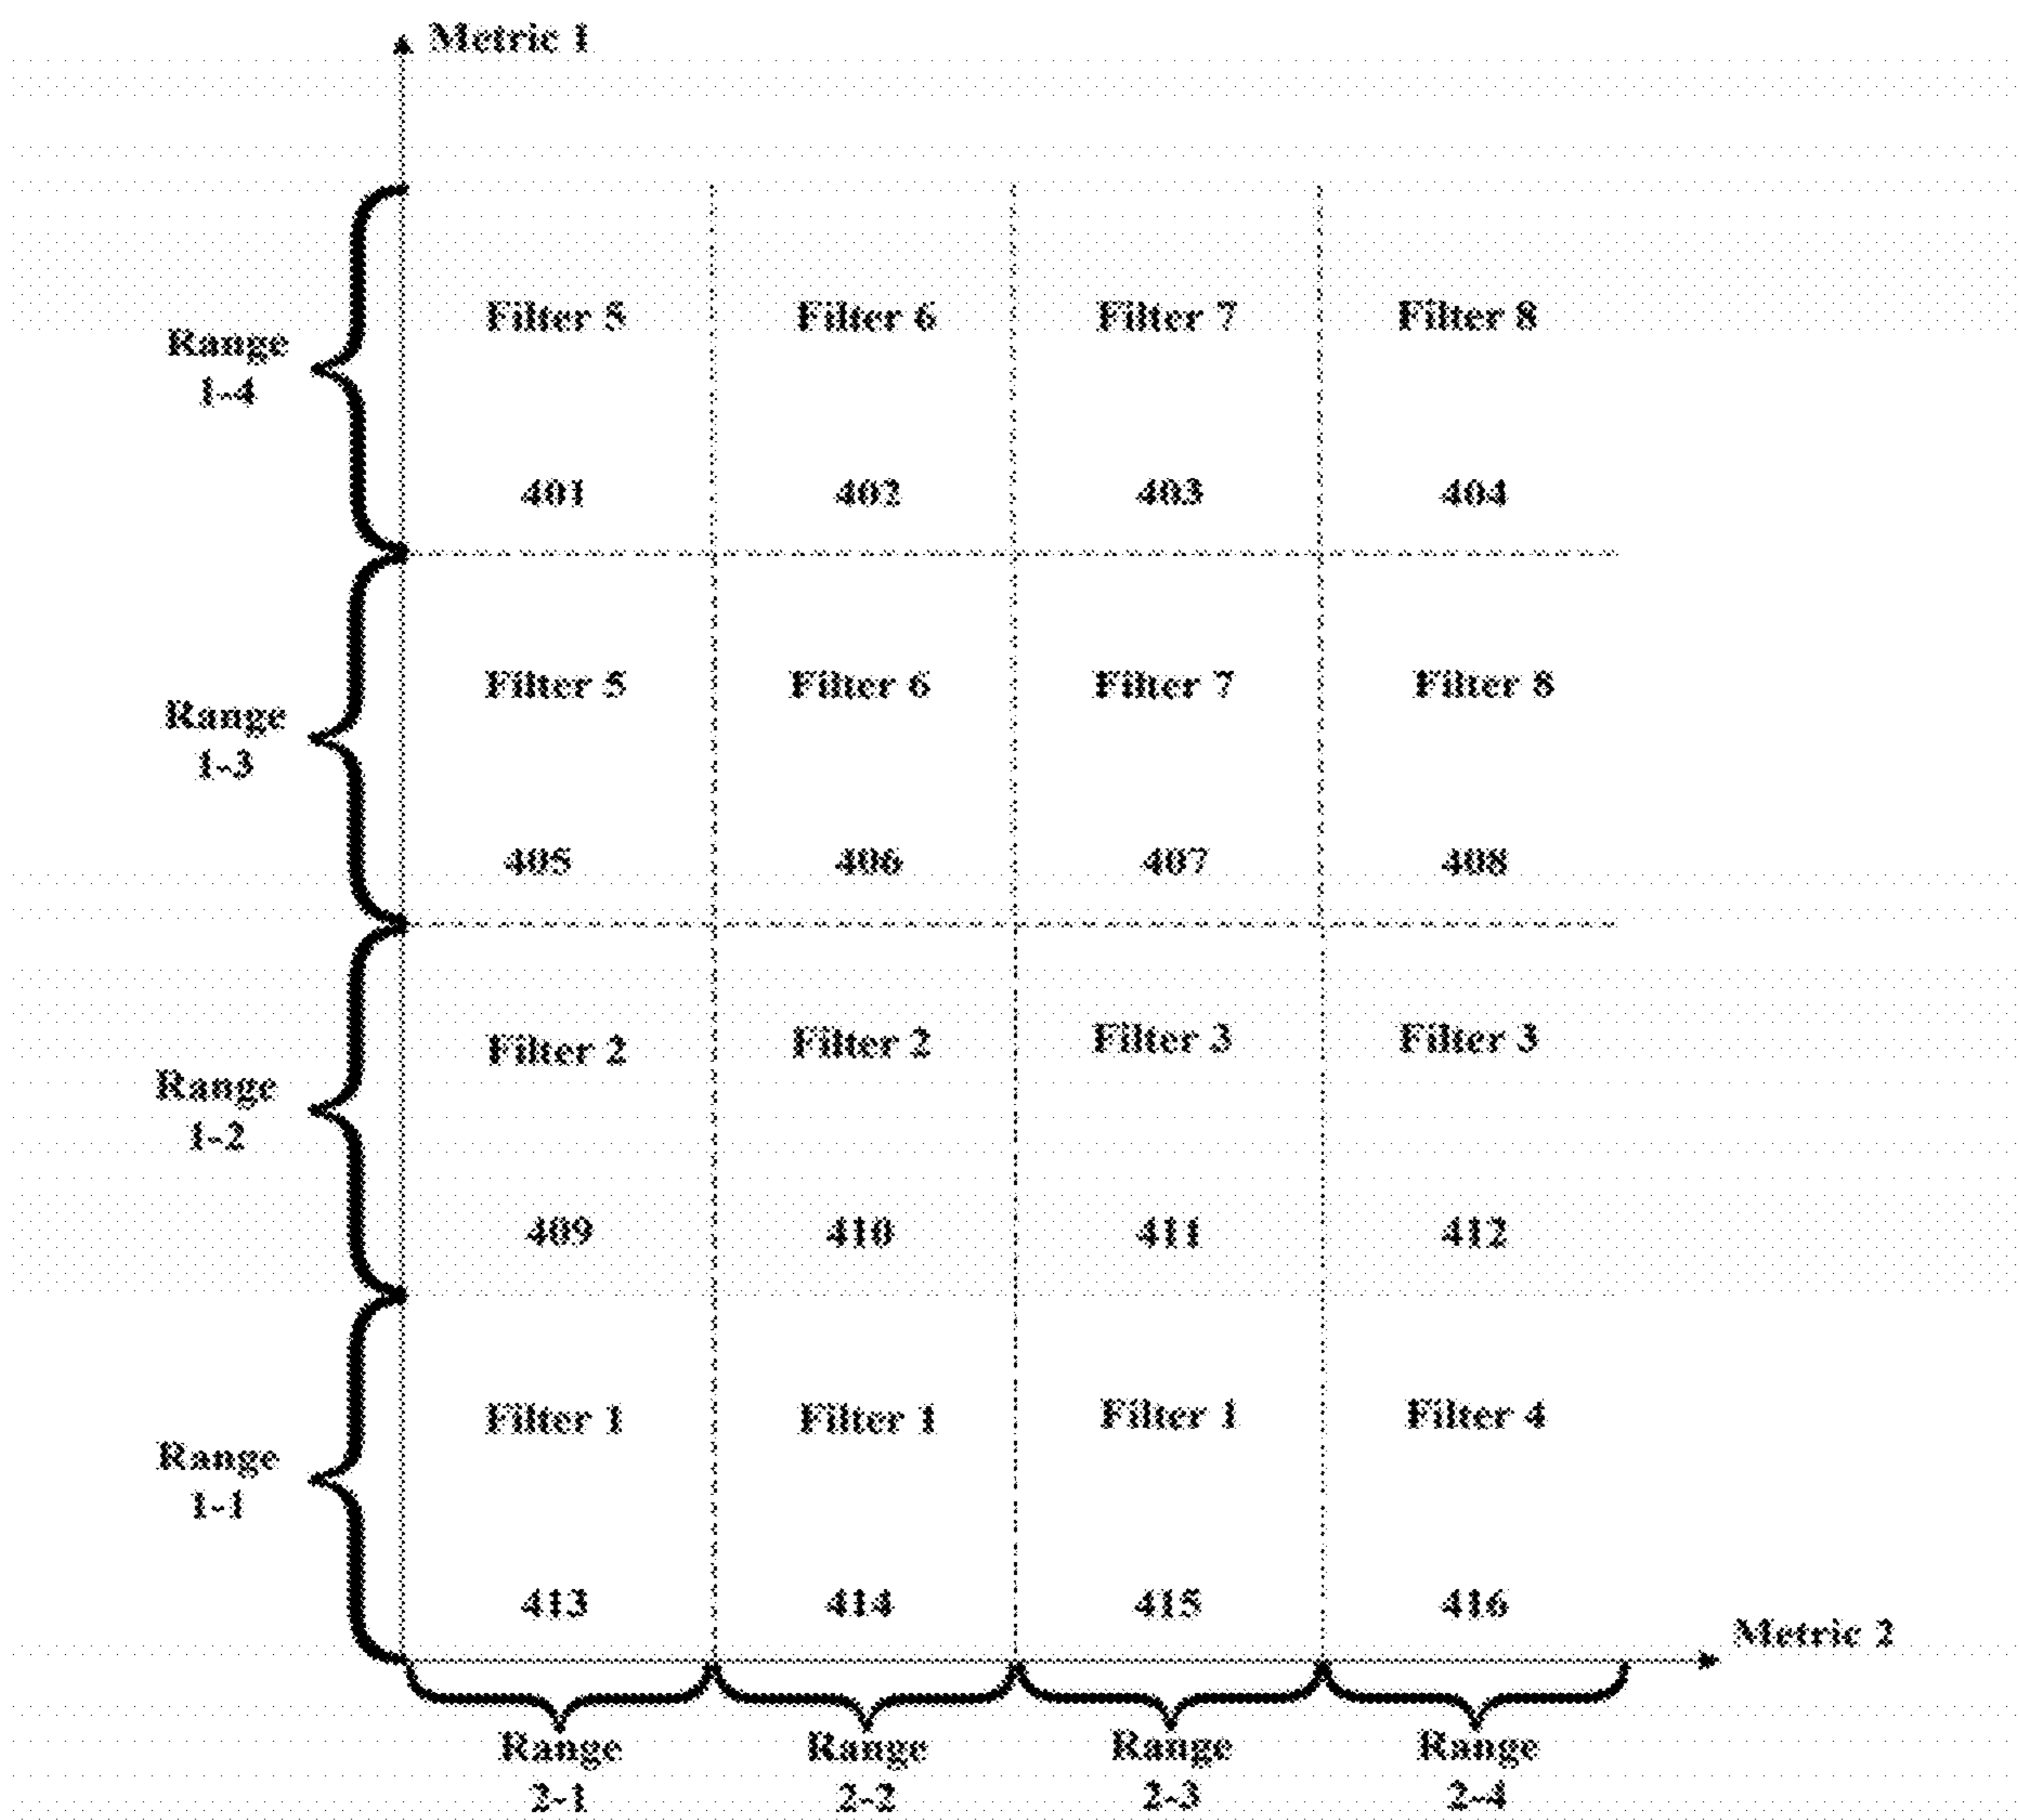 Metric 1
Range
1-4
Filter 5
Filter 6
Filter 7
Filter 8
401
402
403
404
Range
1-3
Filter 5
Filter 6
Filter 7
Filter 8
405
406
407
408
Range
1-2
Filter 2
Filter 2
Filter 3
Filter 3
409
410
411
412
Range
1-1
Filter 1
Filter 1
Filter 1
Filter 4
413
414
415
416
Metric 2
Range
2-1
Range
2-2
Range
2-3
Range
2-4